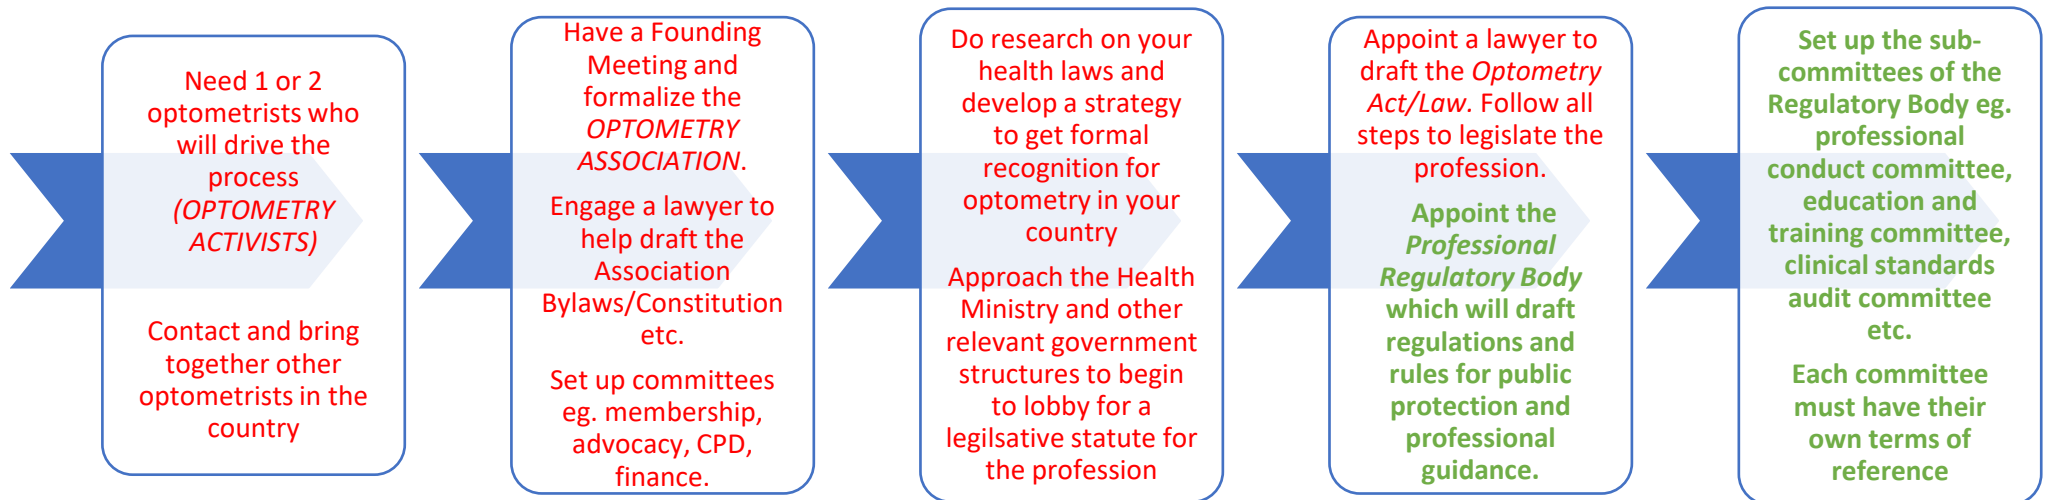 Need 1 or 2
optometrists who
will drive the
process
(OPTOMETRY
ACTIVISTS)
Contact and bring
together other
optometrists in the
country
Have a Founding
Meeting and
formalize the
OPTOMETRY
ASSOCIATION.
Engage a lawyer to
help draft the
Association
Bylaws/Constitution
etc.
Set up committees
eg. membership,
advocacy, CPD,
finance.
Do research on your
health laws and
develop a strategy
to get formal
recognition for
optometry in your
country
Approach the Health
Ministry and other
relevant government
structures to begin
to lobby for a
legilsative statute for
the profession
Appoint a lawyer to
draft the Optometry
Act/Law. Follow all
steps to legislate the
profession.
Appoint the
Professional
Regulatory Body
which will draft
regulations and
rules for public
protection and
professional
guidance.
Set up the sub-
committees of the
Regulatory Body eg.
professional
conduct committee,
education and
training committee,
clinical standards
audit committee
etc.
Each committee
must have their
own terms of
reference